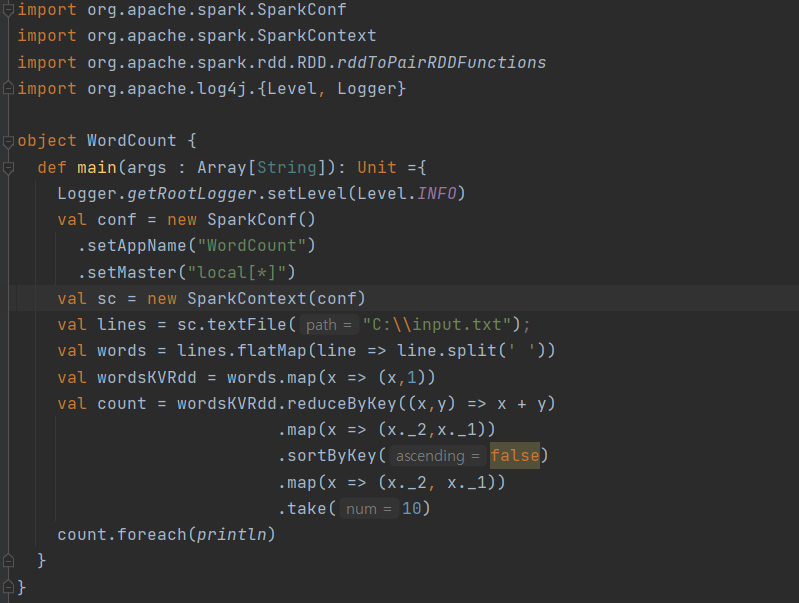 import org.apache.spark.SparkConf
import org.apache.spark.SparkContext
import org.apache.spark.rdd.RDD.rddToPairRDDFunctions
import org.apache.log4j.{Level, Logger}

object WordCount {
  def main(args : Array[String]): Unit ={
    Logger.getRootLogger.setLevel(Level.INFO)
    val conf = new SparkConf()
      .setAppName("WordCount")
      .setMaster("local[*]")
    val sc = new SparkContext(conf)
    val lines = sc.textFile( path = "C:\\input.txt");
    val words = lines.flatMap(line => line.split(' '))
    val wordsKVRdd = words.map(x => (x,1))
    val count = wordsKVRdd.reduceByKey((x,y) => x + y)
                          .map(x => (x._2,x._1))
                          .sortByKey( ascending = false)
                          .map(x => (x._2, x._1))
                          .take( num = 10)
    count.foreach(println)
  }
}